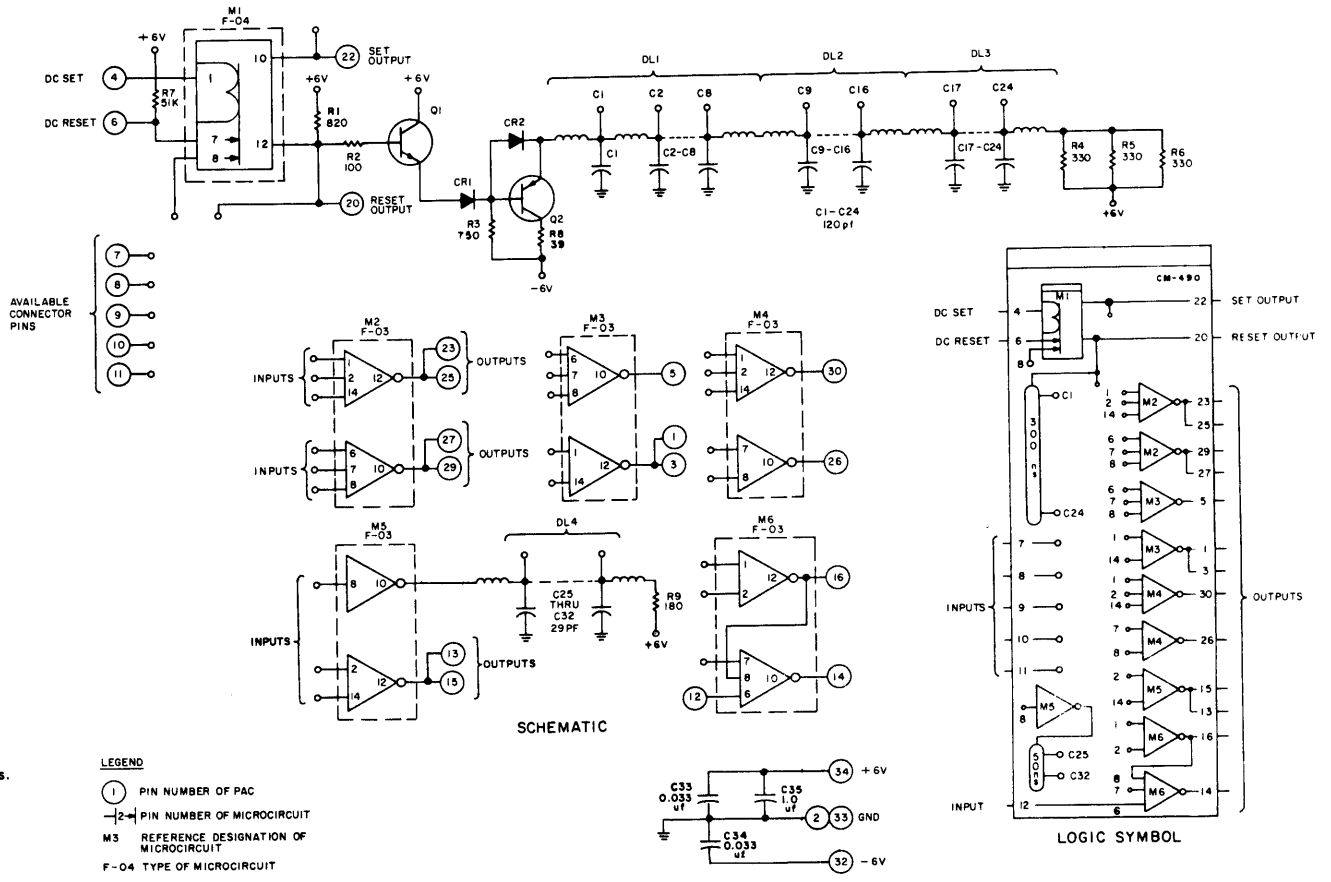 M1
F-04
+6V
DC SET
4
1
10
22
SET
OUTPUT
R7
51K
DC RESET
6
7
8
12
+6V
R1
820
R2
100
20
RESET
OUTPUT
+6V
Q1
CR1
CR2
Q2
R3
750
R8
39
-6V
DL1
DL2
DL3
C1
C2
C8
C9
C16
C17
C24
C1
C2-C8
C9-C16
C17-C24
C1-C24
120pf
R4
330
R5
330
R6
330
+6V
AVAILABLE
CONNECTOR
PINS
7
8
9
10
11
M2
F-03
INPUTS
1
2
14
12
23
25
OUTPUTS
INPUTS
6
7
8
10
27
29
OUTPUTS
M3
F-03
6
7
8
10
5
1
14
12
1
3
M4
F-03
1
2
14
12
30
7
8
10
26
M5
F-03
INPUTS
8
10
2
14
12
13
15
OUTPUTS
DL4
C25
THRU
C32
29PF
R9
180
+6V
M6
F-03
1
2
12
16
7
8
6
10
14
12
SCHEMATIC
CM-490
M1
DC SET
4
22
SET OUTPUT
DC RESET
6
20
RESET OUTPUT
8
C1
300 ns
C24
INPUTS
7
8
9
10
11
M5
8
50ns
C25
C32
INPUT
12
1
2
14
M2
23
25
6
7
8
M2
29
27
6
7
8
M3
5
1
14
M3
1
3
1
2
14
M4
30
7
8
M4
26
2
14
M5
15
13
1
2
M6
16
8
7
6
M6
14
OUTPUTS
LOGIC SYMBOL
S.
LEGEND
1 PIN NUMBER OF PAC
2 PIN NUMBER OF MICROCIRCUIT
M3 REFERENCE DESIGNATION OF
MICROCIRCUIT
F-04 TYPE OF MICROCIRCUIT
C33
0.033
uf
C35
1.0
uf
C34
0.033
uf
34
+6V
2
33
GND
32
-6V